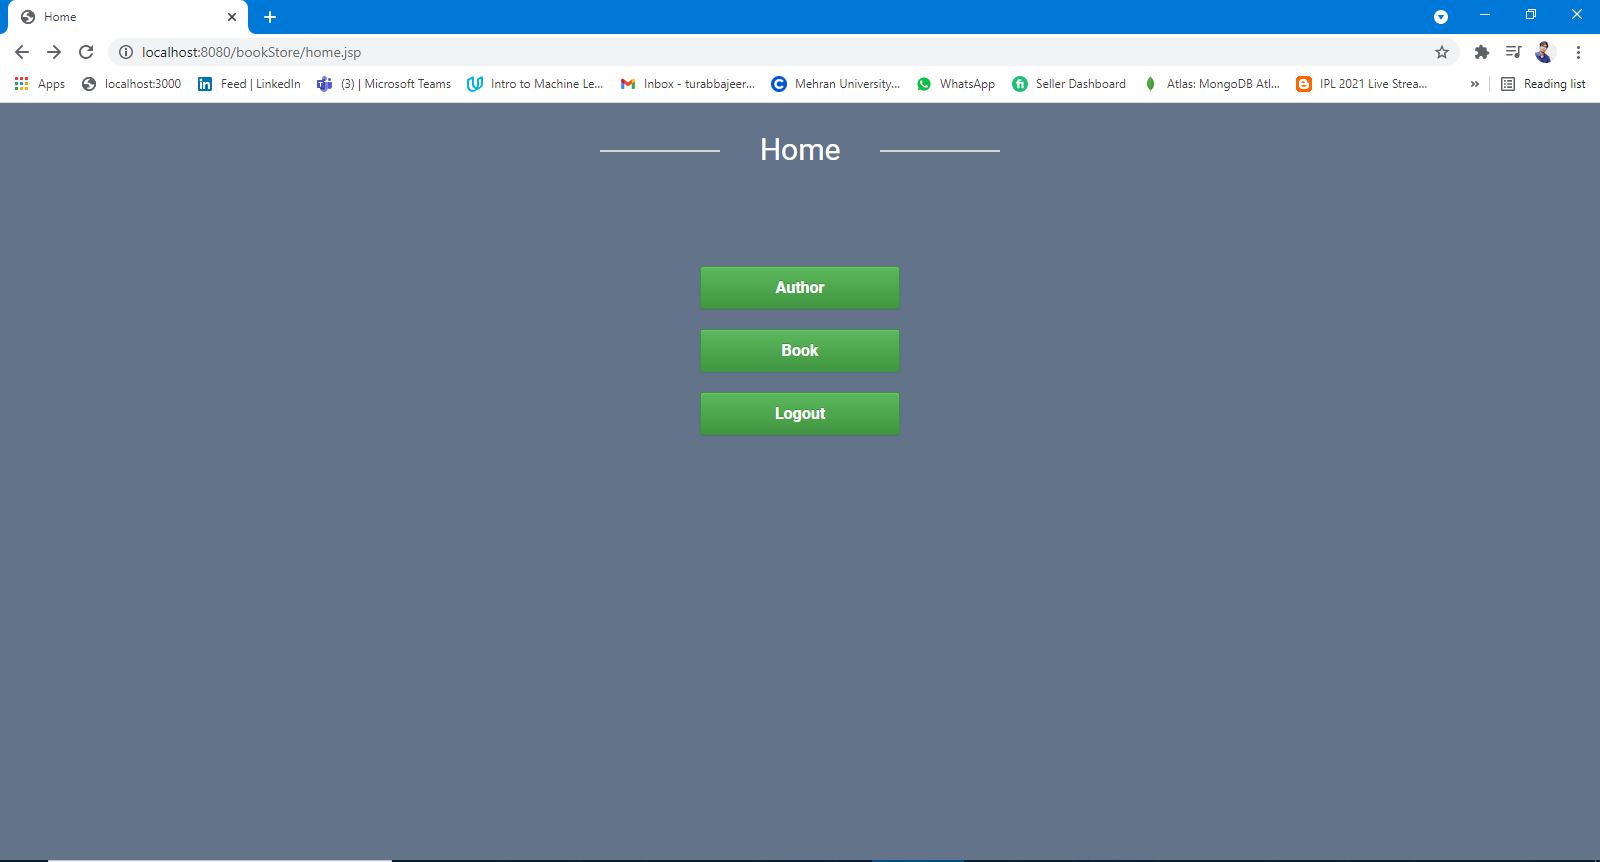 Home
localhost:8080/bookStore/home.jsp
Apps localhost:3000 Feed | LinkedIn (3) | Microsoft Teams Intro to Machine Le... Inbox - turabbajeer... Mehran University... WhatsApp Seller Dashboard Atlas: MongoDB Atl... IPL 2021 Live Strea... » Reading list
Home
Author
Book
Logout